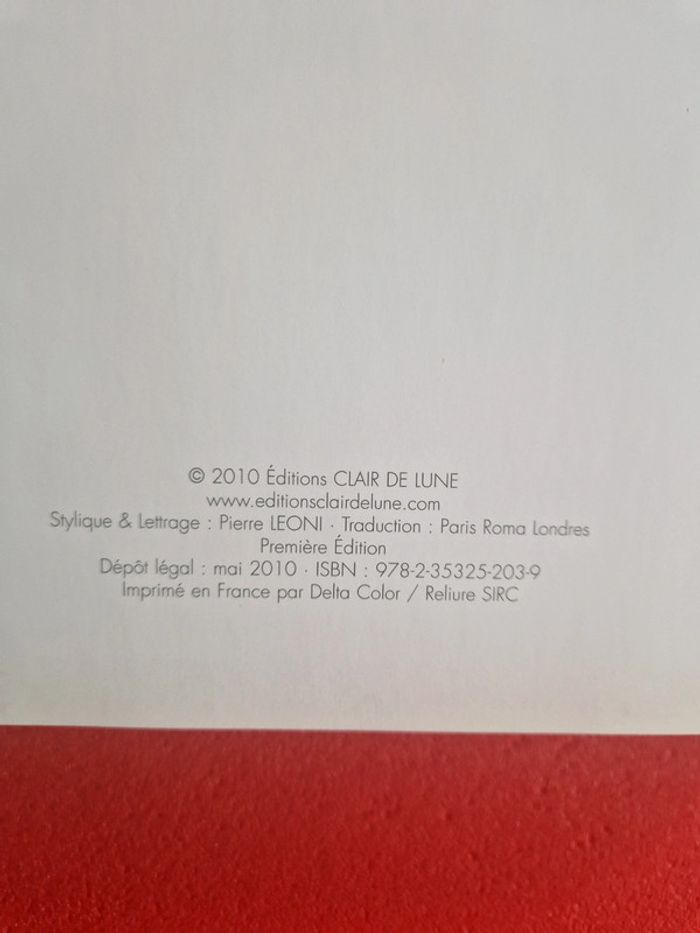 © 2010 Éditions CLAIR DE LUNE
www.editionsclairdelune.com
Stylique & Lettrage : Pierre LEONI · Traduction : Paris Roma Londres
Première Édition
Dépôt légal : mai 2010 · ISBN : 978-2-35325-203-9
Imprimé en France par Delta Color / Reliure SIRC